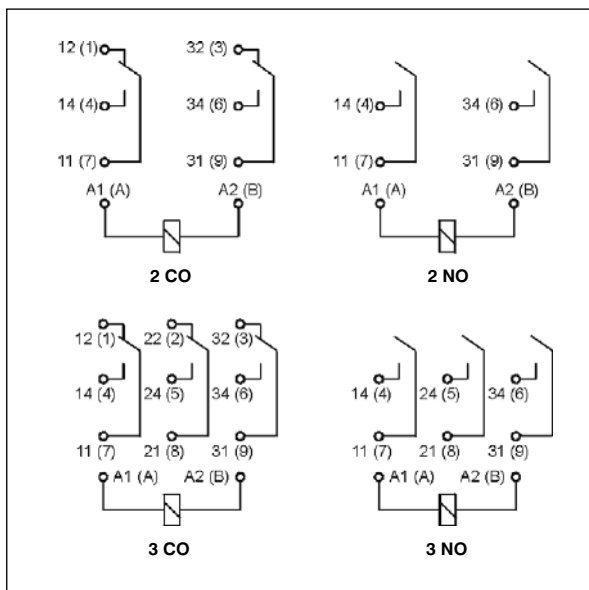 12 (1) 32 (3)
14 (4) 34 (6) 14 (4) 34 (6)
11 (7) 31 (9) 11 (7) 31 (9)
A1 (A) A2 (B) A1 (A) A2 (B)
2 CO 2 NO
12 (1) 22 (2) 32 (3)
14 (4) 24 (5) 34 (6) 14 (4) 24 (5) 34 (6)
11 (7) 21 (8) 31 (9) 11 (7) 21 (8) 31 (9)
A1 (A) A2 (B) A1 (A) A2 (B)
3 CO 3 NO